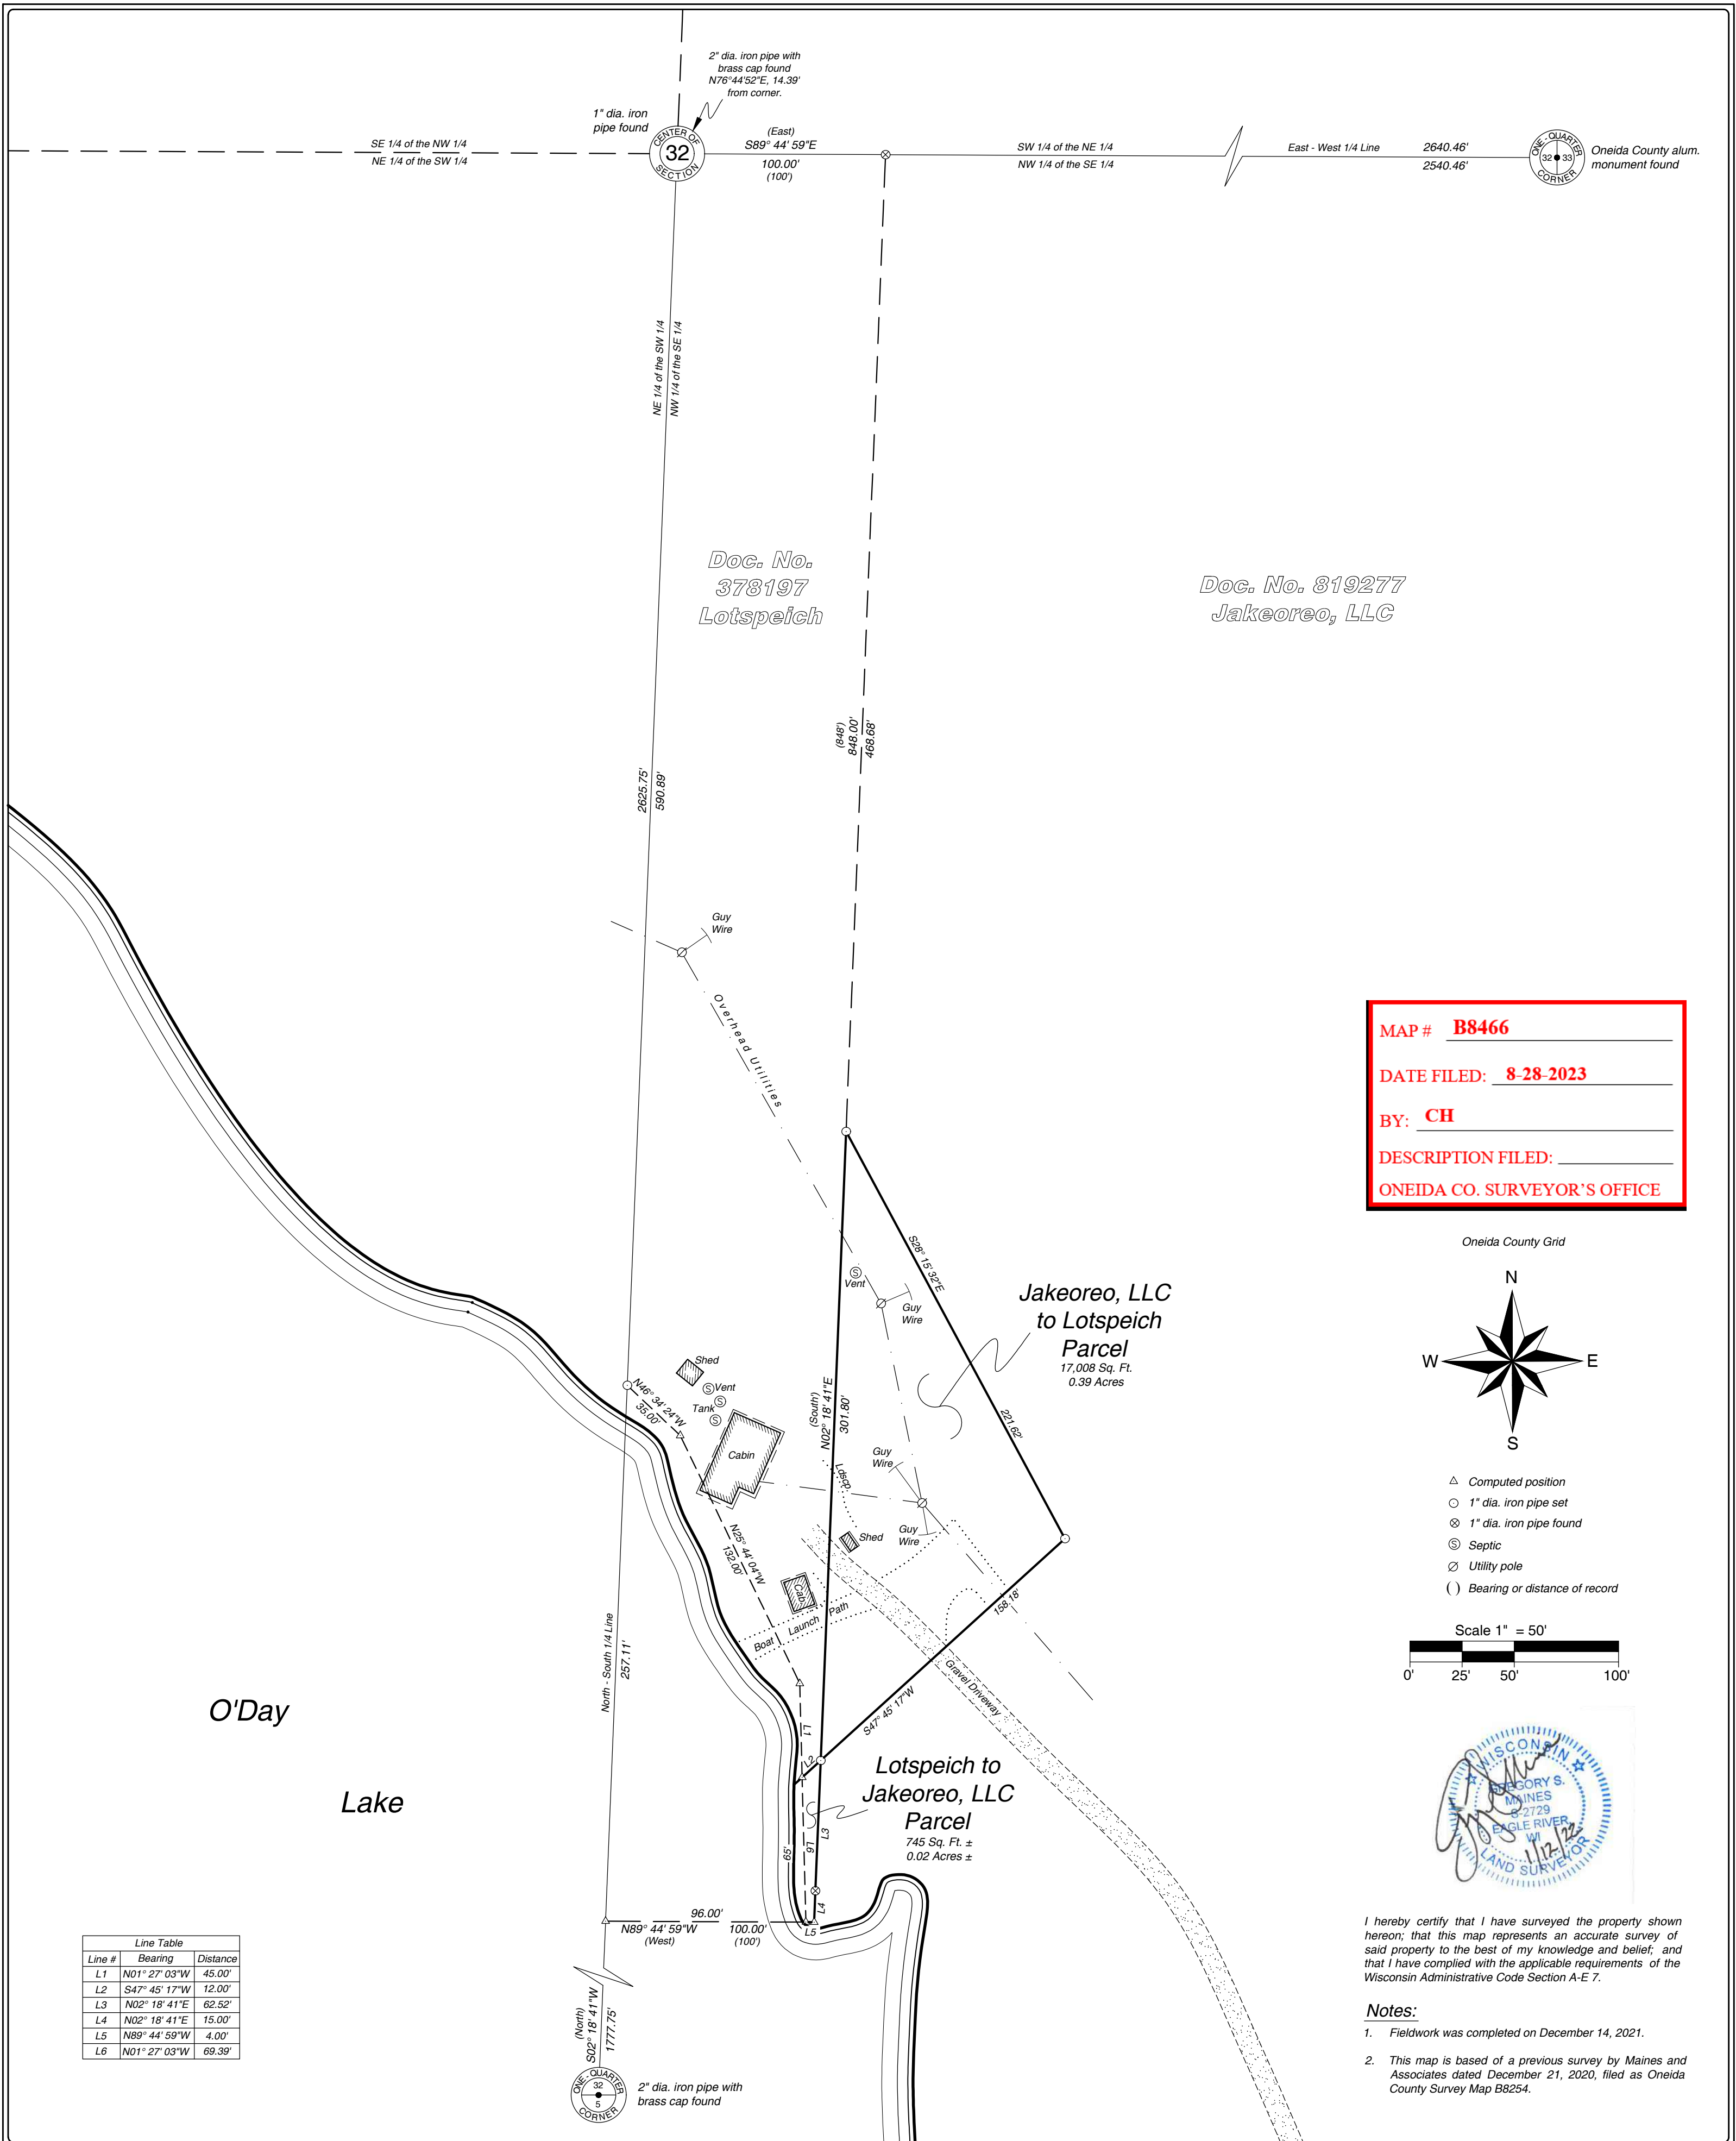 2" dia. iron pipe with
brass cap found
N76°44'52"E, 14.39'
from corner.
1" dia. iron
pipe found
CENTER OF
32
SECTION
SE 1/4 of the NW 1/4
NE 1/4 of the SW 1/4
(East)
S89° 44' 59"E
100.00'
(100')
SW 1/4 of the NE 1/4
NW 1/4 of the SE 1/4
East - West 1/4 Line
2640.46'
2540.46'
ONE-QUARTER
32 33
CORNER
Oneida County alum.
monument found
NE 1/4 of the SW 1/4
NW 1/4 of the SE 1/4
Doc. No.
378197
Lotspeich
Doc. No. 819277
Jakeoreo, LLC
(848')
848.00'
468.68'
2625.75'
590.89'
Guy
Wire
Overhead Utilities
MAP # B8466
DATE FILED: 8-28-2023
BY: CH
DESCRIPTION FILED:
ONEIDA CO. SURVEYOR'S OFFICE
Oneida County Grid
N
W
E
S
S28° 15' 32"E
221.62'
S
Vent
Guy
Wire
Jakeoreo, LLC
to Lotspeich
Parcel
17,008 Sq. Ft.
0.39 Acres
Shed
S Vent
S
Tank
S
N46° 34' 24"W
35.00'
Cabin
(South')
N02° 18' 41"E
301.80'
Ldscp.
Guy
Wire
Guy
Wire
Shed
N25° 44' 04"W
132.00'
Cab.
Boat Launch Path
158.18'
S47° 45' 17"W
Gravel Driveway
North - South 1/4 Line
257.11'
L1
L2
L3
L6
L4
L5
65'
Lotspeich to
Jakeoreo, LLC
Parcel
745 Sq. Ft. ±
0.02 Acres ±
O'Day
Lake
96.00'
N89° 44' 59"W 100.00'
(West) (100')
(North)
S02° 18' 41"W
1777.75'
ONE-QUARTER
32
5
CORNER
2" dia. iron pipe with
brass cap found
Line Table
Line # Bearing Distance
L1 N01° 27' 03"W 45.00'
L2 S47° 45' 17"W 12.00'
L3 N02° 18' 41"E 62.52'
L4 N02° 18' 41"E 15.00'
L5 N89° 44' 59"W 4.00'
L6 N01° 27' 03"W 69.39'
Computed position
1" dia. iron pipe set
1" dia. iron pipe found
S Septic
Utility pole
( ) Bearing or distance of record
Scale 1" = 50'
0' 25' 50' 100'
WISCONSIN
GREGORY S.
MAINES
S-2729
EAGLE RIVER,
WI
1/12/22
LAND SURVEYOR
I hereby certify that I have surveyed the property shown
hereon; that this map represents an accurate survey of
said property to the best of my knowledge and belief; and
that I have complied with the applicable requirements of the
Wisconsin Administrative Code Section A-E 7.
Notes:
1. Fieldwork was completed on December 14, 2021.
2. This map is based of a previous survey by Maines and
Associates dated December 21, 2020, filed as Oneida
County Survey Map B8254.